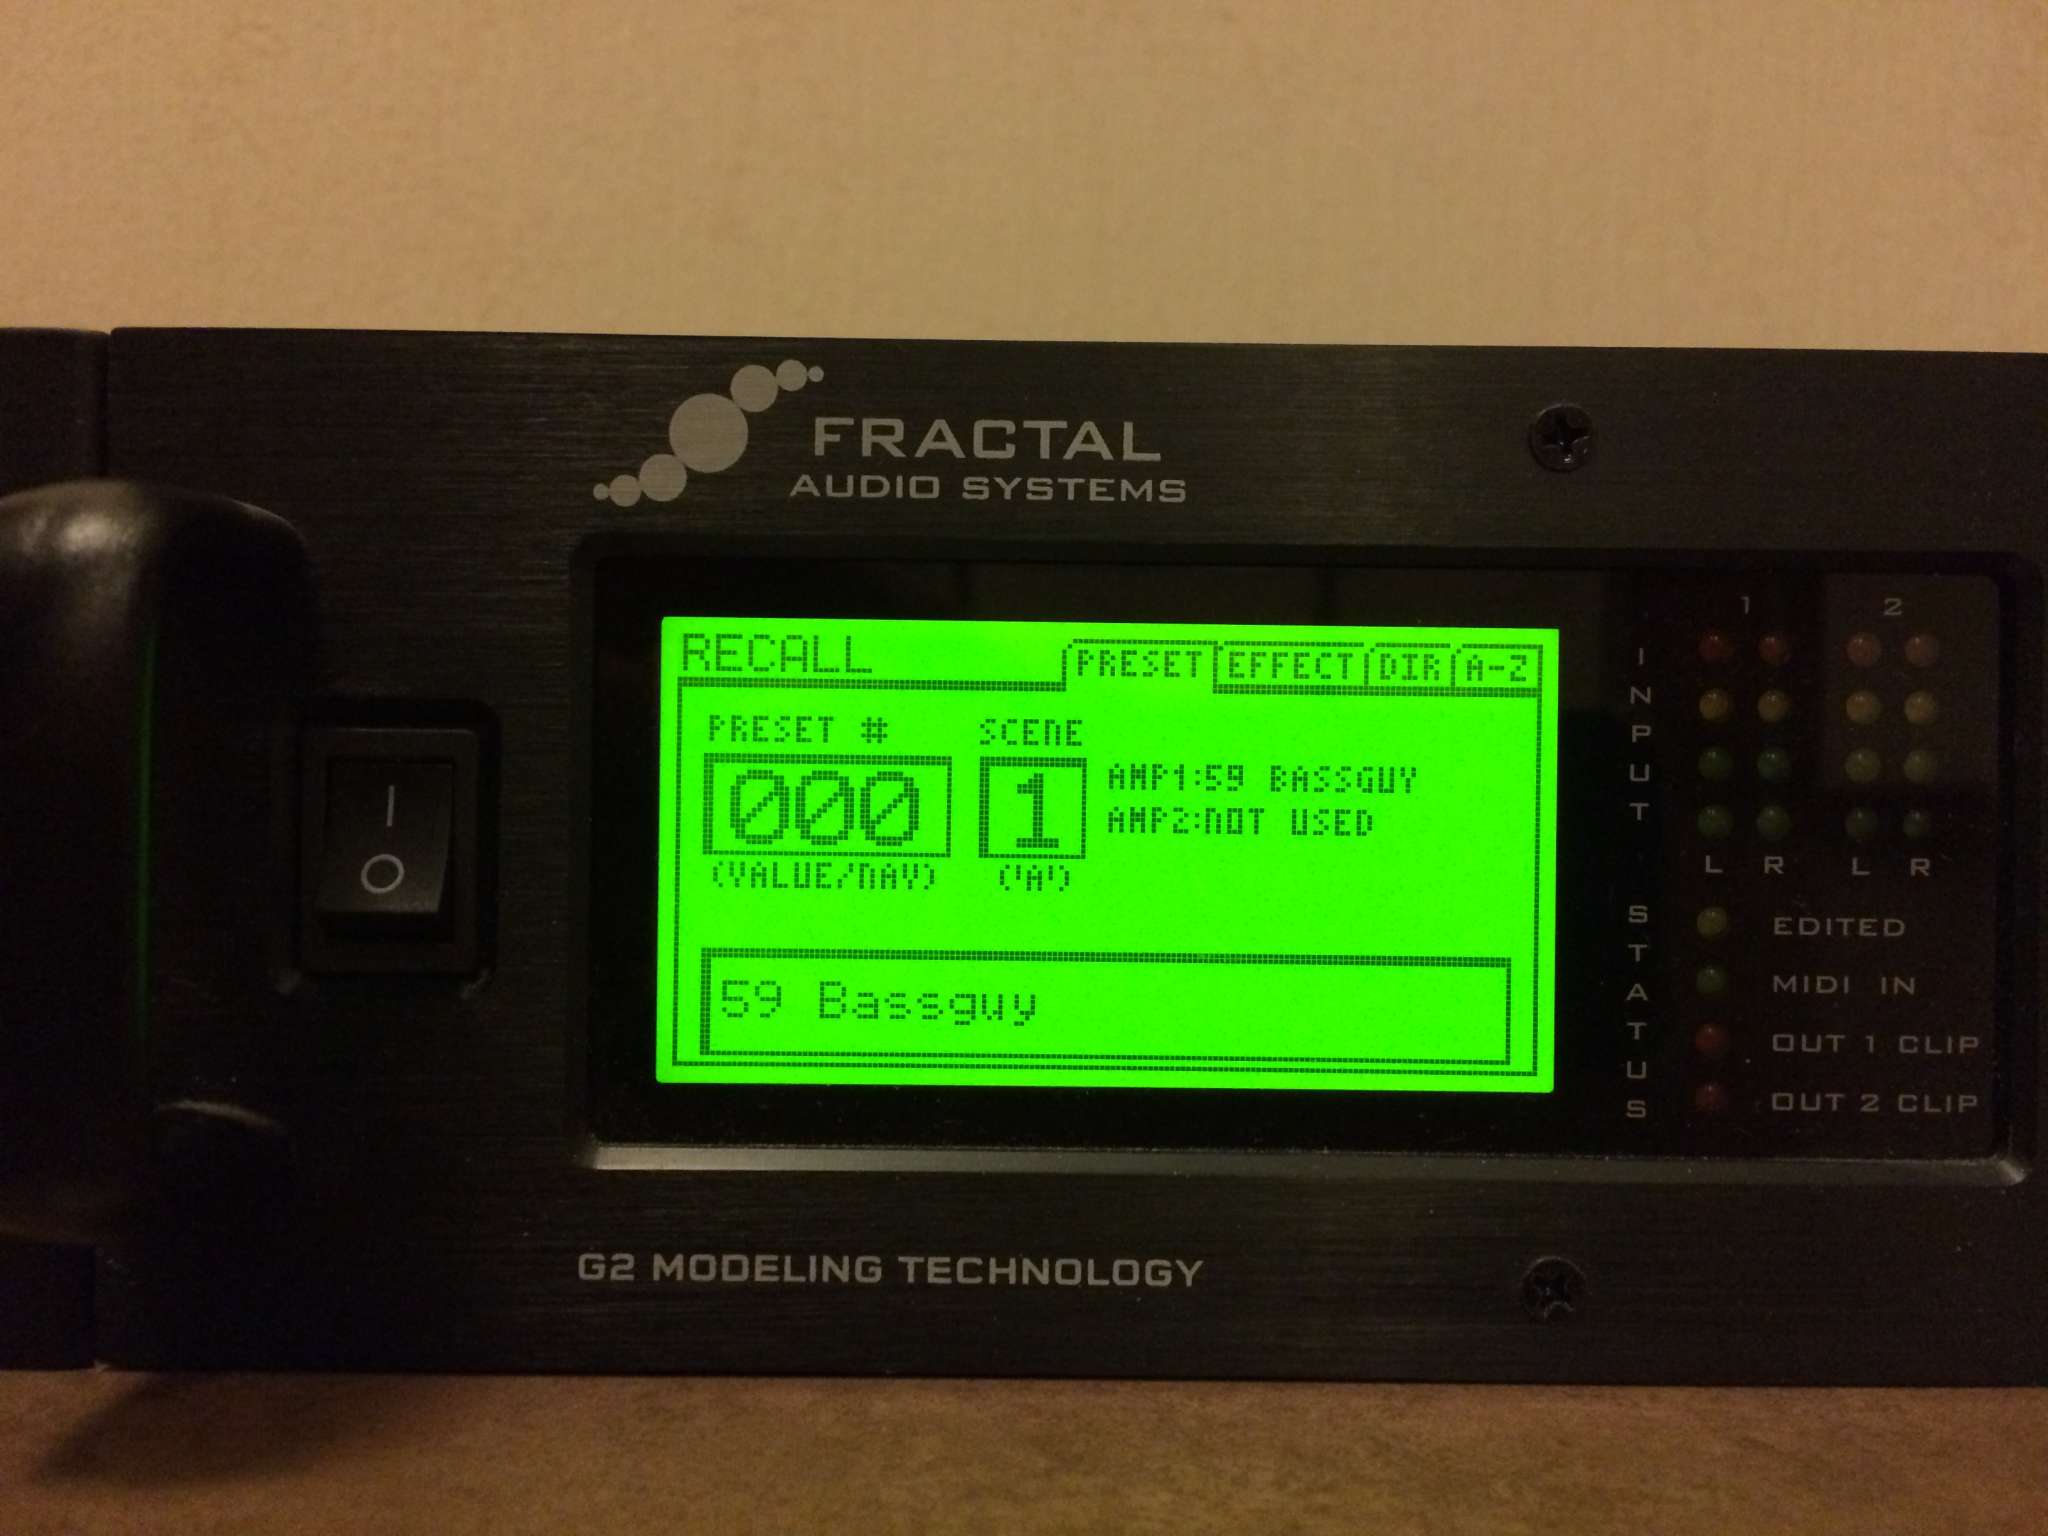 FRACTAL
AUDIO SYSTEMS
RECALL PRESET EFFECT DIR A-Z
PRESET # SCENE
000 1 AMP1:59 BASSGUY
AMP2:NOT USED
(VALUE/NAV) ('A')
59 Bassguy
INPUT
1 2
L R L R
STATUS
EDITED
MIDI IN
OUT 1 CLIP
OUT 2 CLIP
G2 MODELING TECHNOLOGY